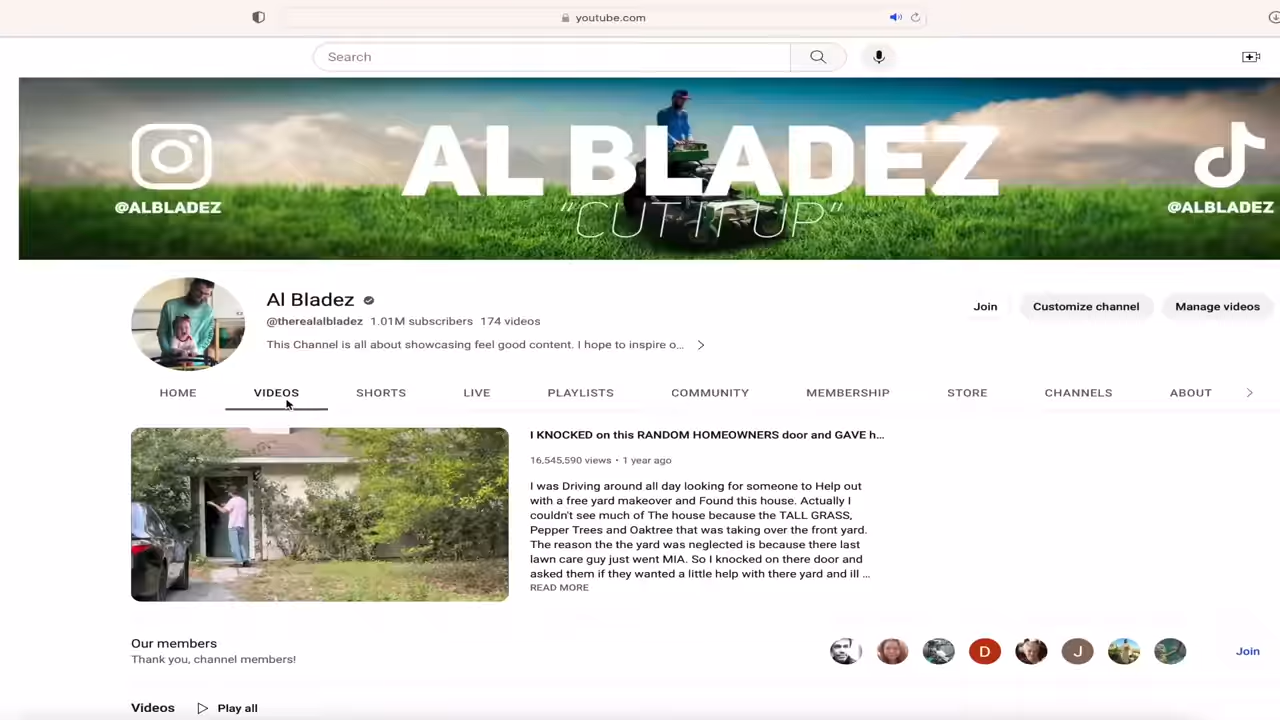 youtube.com
Search
AL BLADEZ
"CUT IT UP"
@ALBLADEZ
@ALBLADEZ
Al Bladez
@therealalbladez 1.01M subscribers 174 videos
This Channel is all about showcasing feel good content. I hope to inspire o...
Join
Customize channel
Manage videos
HOME VIDEOS SHORTS LIVE PLAYLISTS COMMUNITY MEMBERSHIP STORE CHANNELS ABOUT
I KNOCKED on this RANDOM HOMEOWNERS door and GAVE h...
16,545,590 views • 1 year ago
I was Driving around all day looking for someone to Help out
with a free yard makeover and Found this house. Actually I
couldn't see much of The house because the TALL GRASS,
Pepper Trees and Oaktree that was taking over the front yard.
The reason the the yard was neglected is because there last
lawn care guy just went MIA. So I knocked on there door and
asked them if they wanted a little help with there yard and ill ...
READ MORE
Our members
Thank you, channel members!
D
J
Join
Videos
Play all